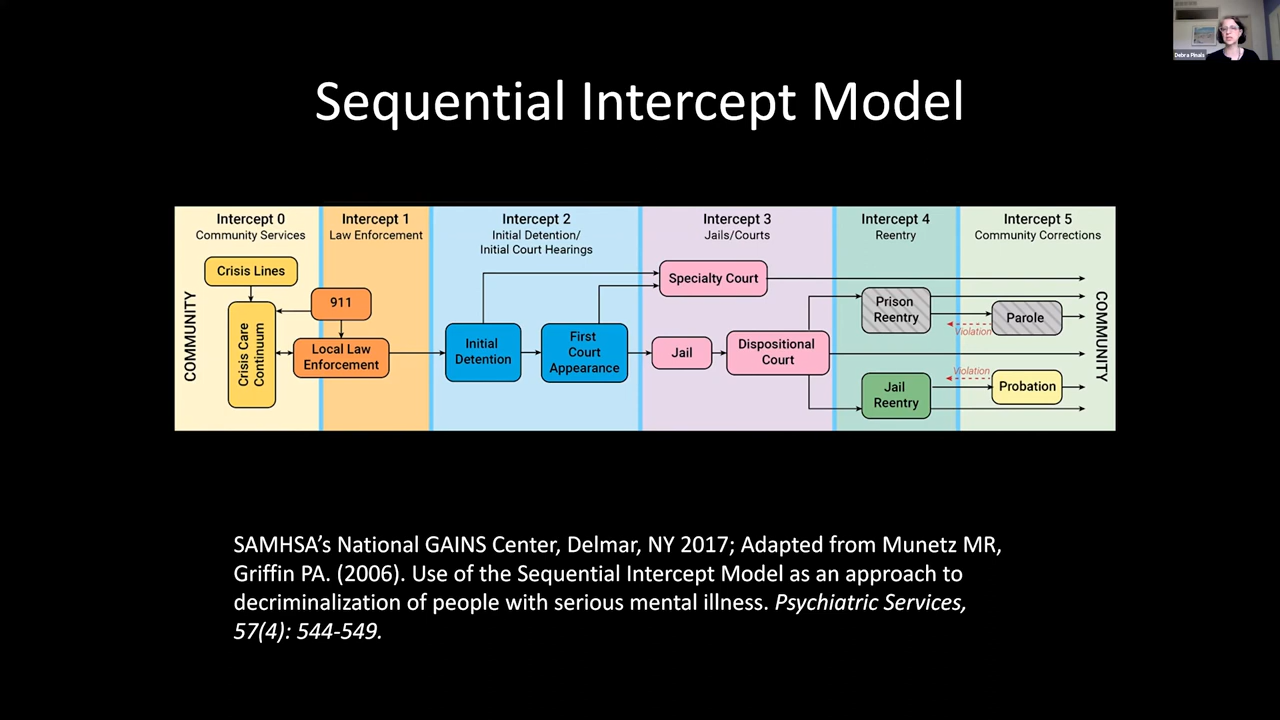 Debra Pinals
Sequential Intercept Model
Intercept 0
Community Services
Intercept 1
Law Enforcement
Intercept 2
Initial Detention/
Initial Court Hearings
Intercept 3
Jails/Courts
Intercept 4
Reentry
Intercept 5
Community Corrections
COMMUNITY
Crisis Lines
Crisis Care
Continuum
911
Local Law
Enforcement
Initial
Detention
First
Court
Appearance
Specialty Court
Jail
Dispositional
Court
Prison
Reentry
Parole
Violation
Jail
Reentry
Violation
Probation
COMMUNITY
SAMHSA’s National GAINS Center, Delmar, NY 2017; Adapted from Munetz MR,
Griffin PA. (2006). Use of the Sequential Intercept Model as an approach to
decriminalization of people with serious mental illness. Psychiatric Services,
57(4): 544-549.